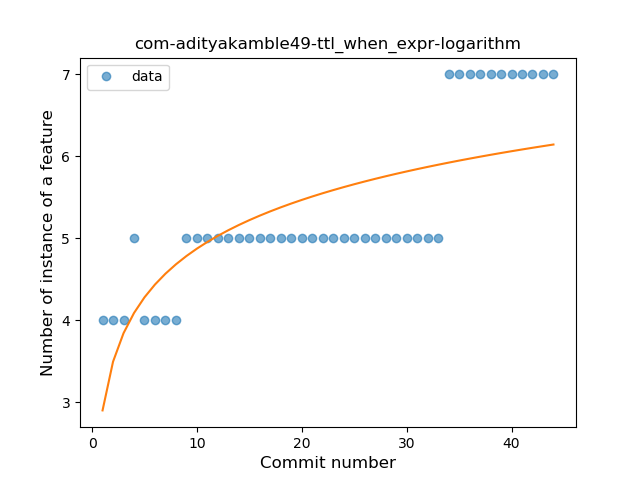 com-adityakamble49-ttl_when_expr-logarithm
data
Number of instance of a feature
7
6
5
4
3
0 10 20 30 40
Commit number